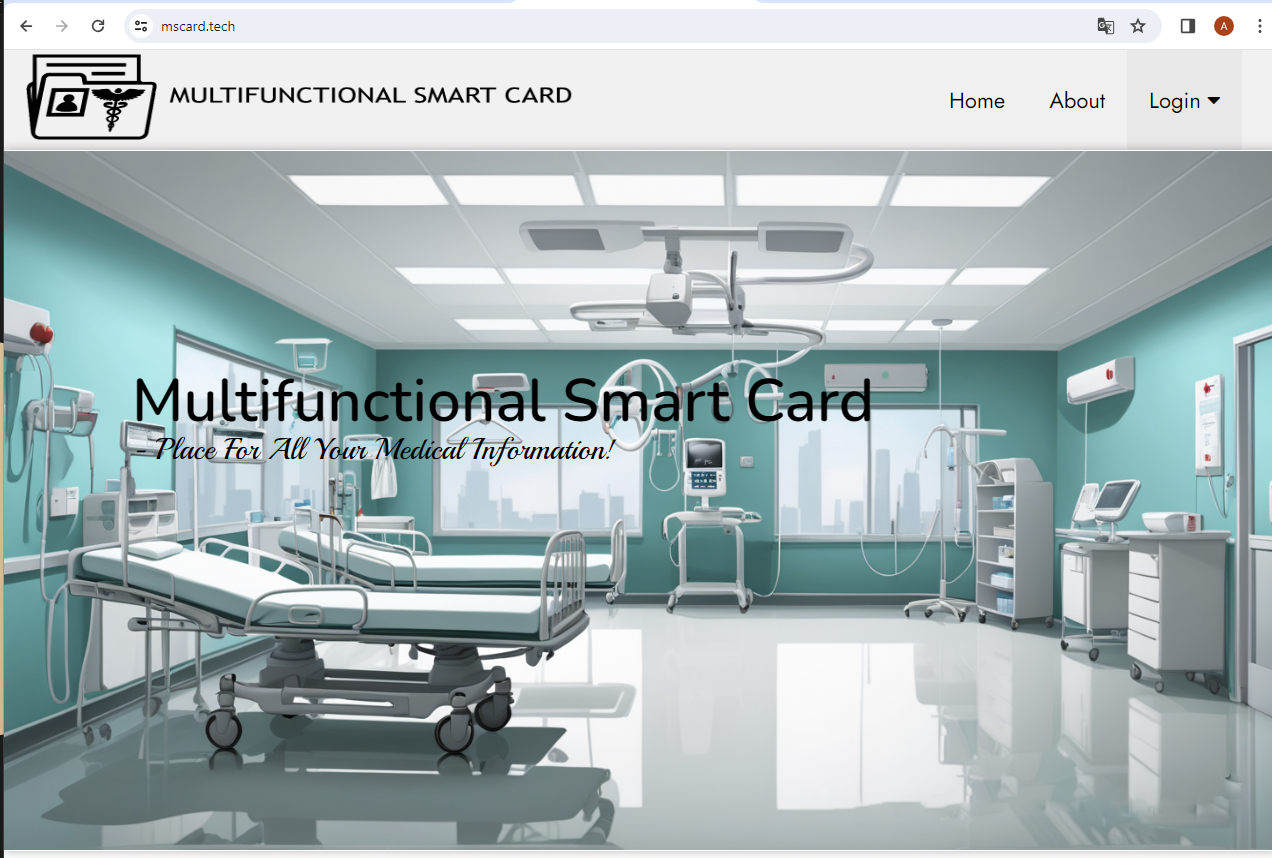 mscard.tech
A
MULTIFUNCTIONAL SMART CARD
Home
About
Login
Multifunctional Smart Card
- Place For All Your Medical Information!